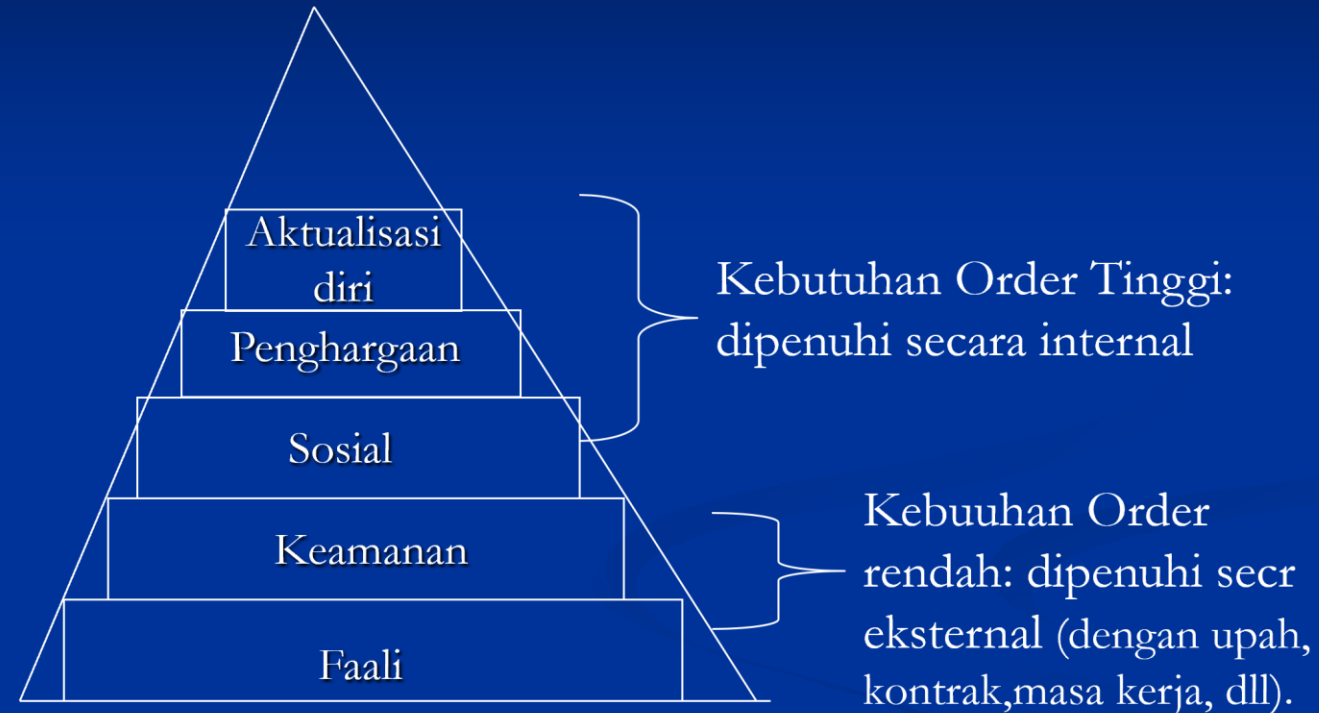 Aktualisasi
diri
Penghargaan
Sosial
Keamanan
Faali
Kebutuhan Order Tinggi:
dipenuhi secara internal
Kebuuhan Order
rendah: dipenuhi secr
eksternal (dengan upah,
kontrak,masa kerja, dll).